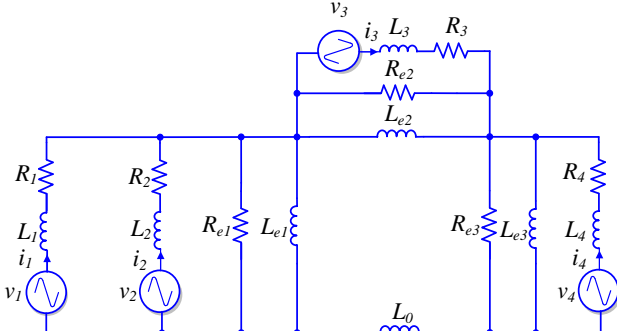 v3
i3 L3 R3
Re2
Le2
R1 R2 R4
L1 L2 Re1 Le1 Re3 Le3 L4
i1 i2 i4
v1 v2 v4
L0